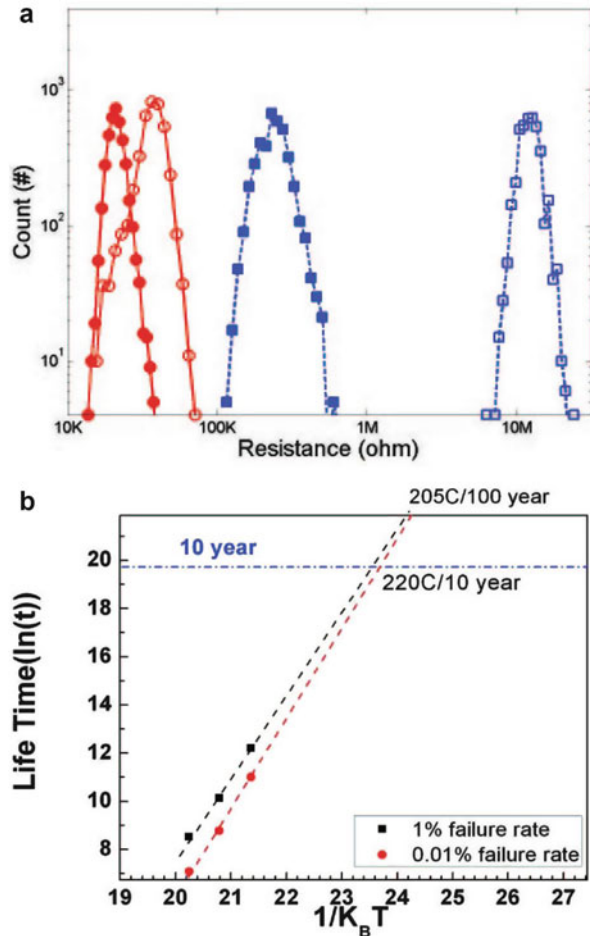 a
Count (#)
10³
10²
10¹
10K
100K
1M
10M
Resistance (ohm)
b
205C/100 year
10 year
220C/10 year
Life Time(ln(t))
20
18
16
14
12
10
8
1% failure rate
0.01% failure rate
19 20 21 22 23 24 25 26 27
1/K_BT